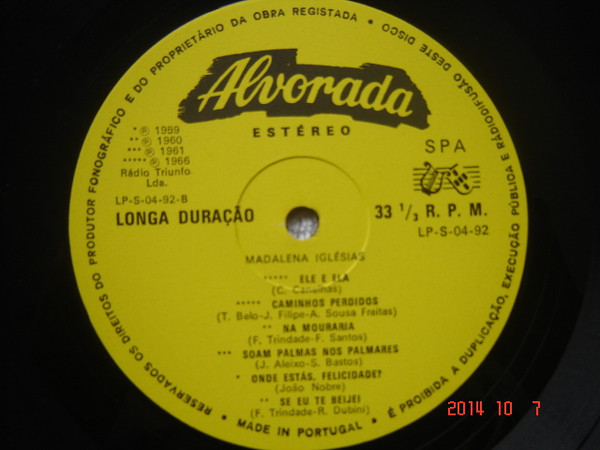 RESERVADOS OS DIREITOS DO PRODUTOR FONOGRÁFICO E DO PROPRIETÁRIO DA OBRA REGISTADA • É PROIBIDA A DUPLICAÇÃO, EXECUÇÃO PÚBLICA E RÁDIODIFUSÃO DESTE DISCO
Alvorada
ESTÉREO
* ℗ 1959
** ℗ 1960
*** ℗ 1961
***** ℗ 1966
Rádio Triunfo
Lda.
SPA
LP-S-04-92-B
LONGA DURAÇÃO
33 1/3 R. P. M.
LP-S-04-92
MADALENA IGLÉSIAS
***** ELE E ELA
(C. Canelhas)
***** CAMINHOS PERDIDOS
(T. Belo-J. Filipe-A. Sousa Freitas)
** NA MOURARIA
(F. Trindade-F. Santos)
*** SOAM PALMAS NOS PALMARES
(J. Aleixo-S. Bastos)
* ONDE ESTÁS, FELICIDADE?
(João Nobre)
** SE EU TE BEIJEI
(F. Trindade-R. Dubini)
• MADE IN PORTUGAL •
2014 10 7